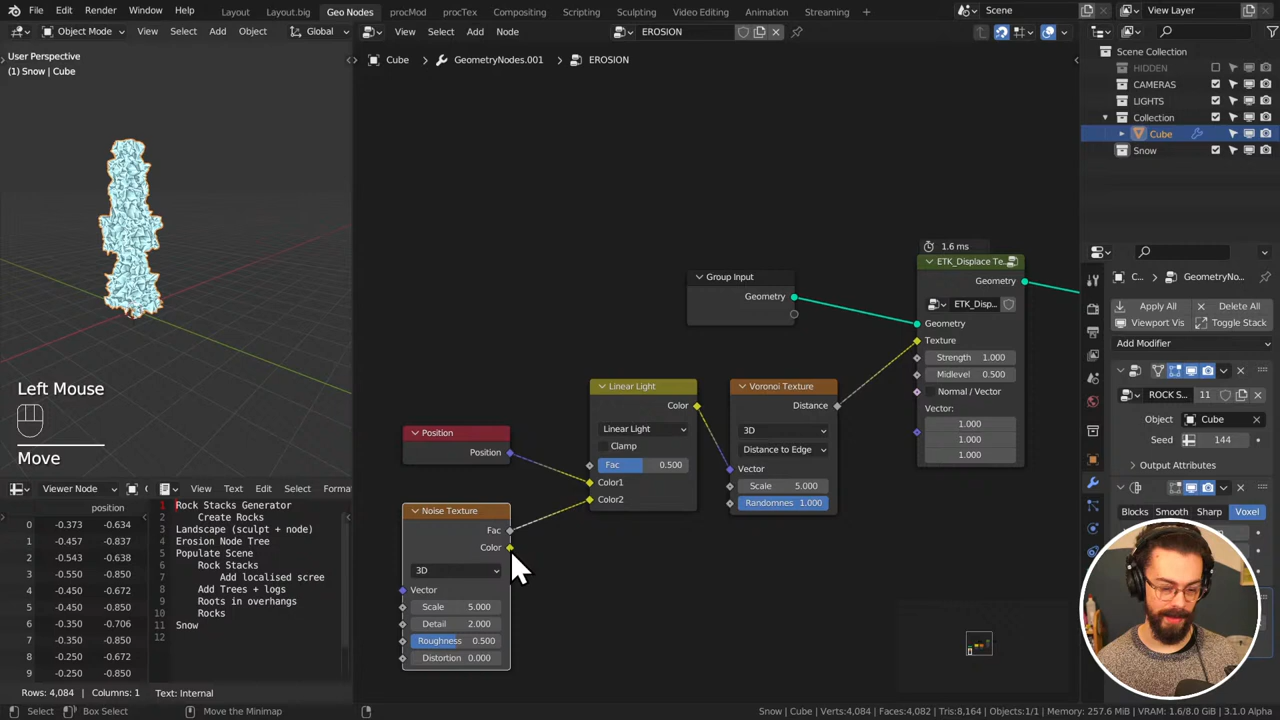 File Edit Render Window Help Layout Layout.big Geo Nodes procMod procTex Compositing Scripting Sculpting Video Editing Animation Streaming + Scene View Layer
Object Mode View Select Add Object Global
View Select Add Node EROSION
Scene Collection
HIDDEN
CAMERAS
LIGHTS
Collection
Cube
Snow
User Perspective
(1) Snow | Cube
Cube > GeometryNodes.001 > EROSION
1.6 ms
ETK_Displace Te...
Geometry
ETK_Disp...
Geometry
Texture
Strength 1.000
Midlevel 0.500
Normal / Vector
Vector:
1.000
1.000
1.000
Group Input
Geometry
Linear Light
Color
Linear Light
Clamp
Fac 0.500
Color1
Color2
Voronoi Texture
Distance
3D
Distance to Edge
Vector
Scale 5.000
Randomnes 1.000
Position
Position
Noise Texture
Fac
Color
3D
Vector
Scale 5.000
Detail 2.000
Roughness 0.500
Distortion 0.000
Left Mouse
Move
C... > GeometryNo...
Apply All Delete All
Viewport Vis Toggle Stack
Add Modifier
ROCK S... 11
Object Cube
Seed 144
Output Attributes
Blocks Smooth Sharp Voxel
Viewer Node
View Text Edit Select Format
position
0 -0.373 -0.634
1 -0.457 -0.837
2 -0.543 -0.638
3 -0.550 -0.850
4 -0.450 -0.672
5 -0.450 -0.850
6 -0.350 -0.706
7 -0.350 -0.850
8 -0.250 -0.672
9 -0.250 -0.850
Rows: 4,084 | Columns: 1
1 Rock Stacks Generator
2 Create Rocks
3 Landscape (sculpt + node)
4 Erosion Node Tree
5 Populate Scene
6 Rock Stacks
7 Add localised scree
8 Add Trees + logs
9 Roots in overhangs
10 Rocks
11 Snow
12
Text: Internal
Select Box Select Move the Minimap
Snow | Cube | Verts:4,084 | Faces:4,082 | Tris:8,164 | Objects:1/1 | Memory: 257.6 MiB | VRAM: 1.6/8.0 GiB | 3.1.0 Alpha